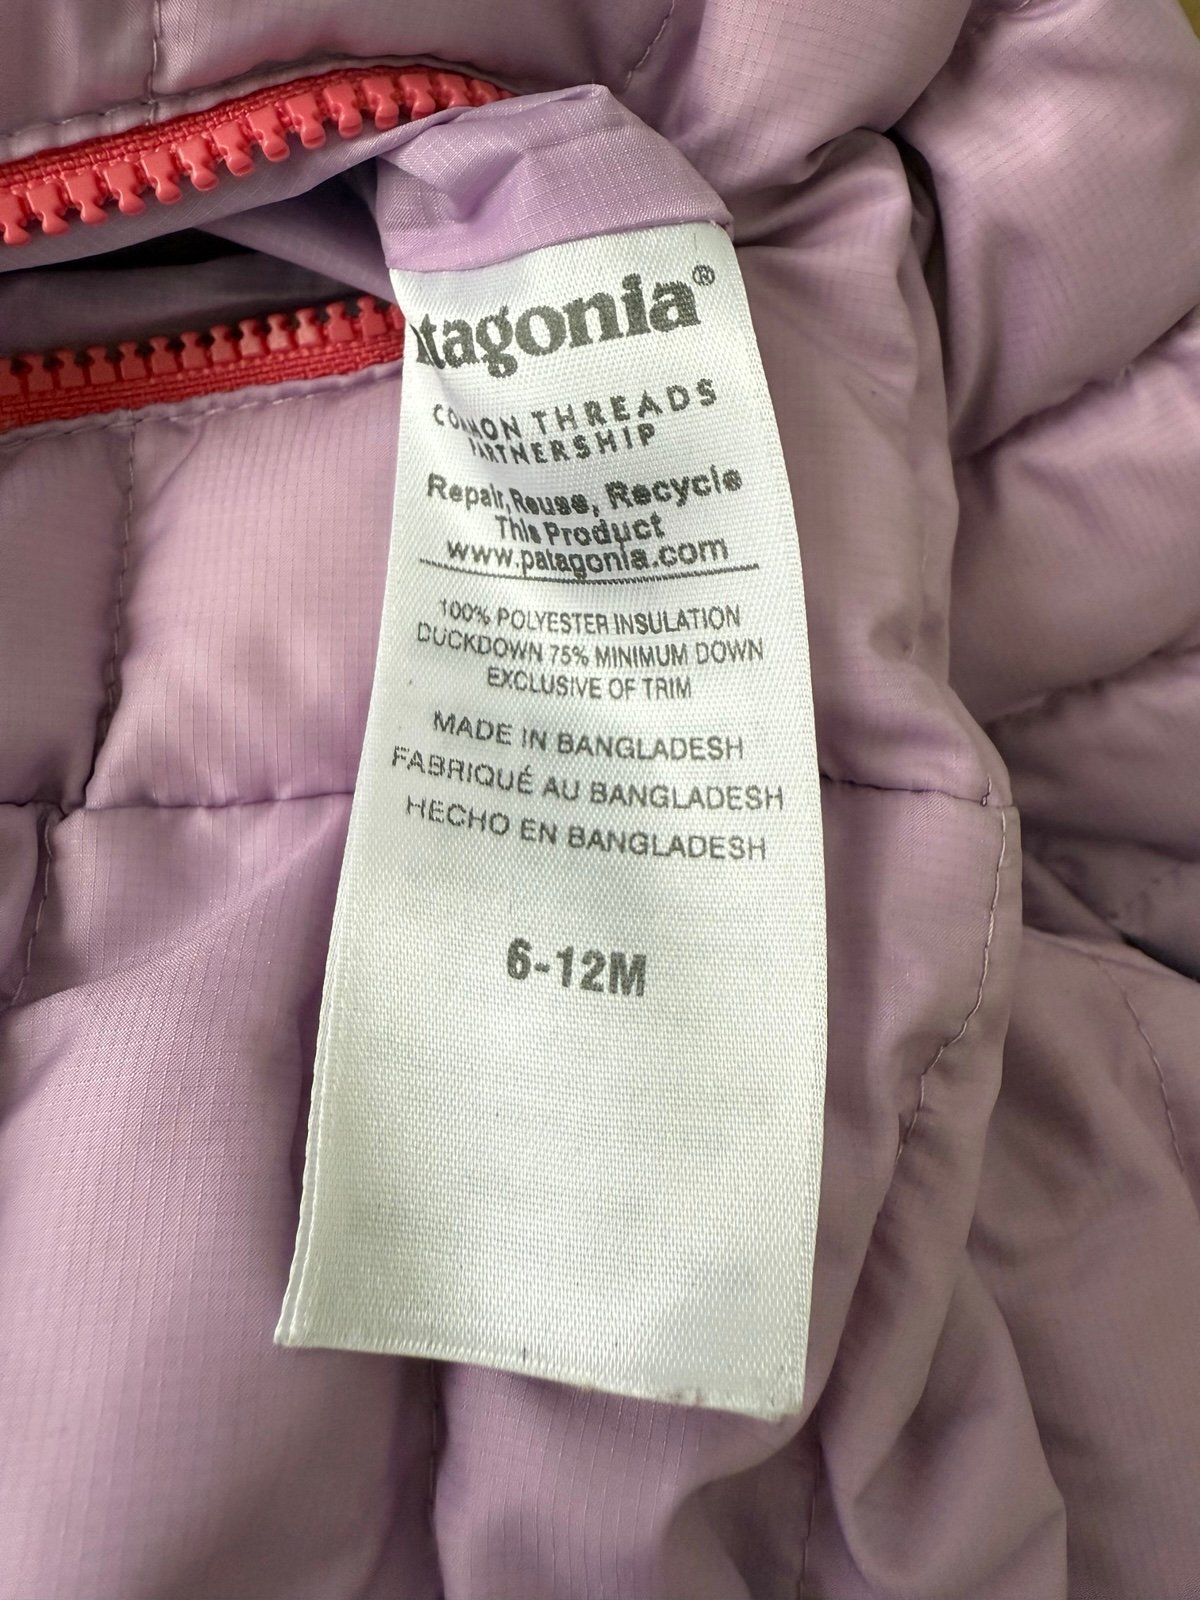 atagonia®
COMMON THREADS
PARTNERSHIP
Repair, Reuse, Recycle
This Product
www.patagonia.com
100% POLYESTER INSULATION
DUCKDOWN 75% MINIMUM DOWN
EXCLUSIVE OF TRIM
MADE IN BANGLADESH
FABRIQUÉ AU BANGLADESH
HECHO EN BANGLADESH
6-12M